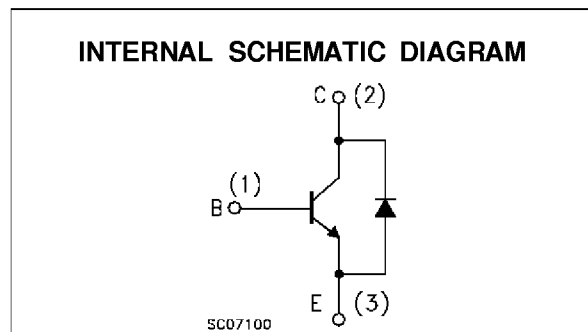 INTERNAL SCHEMATIC DIAGRAM
C (2)
(1)
B
E (3)
SC07100